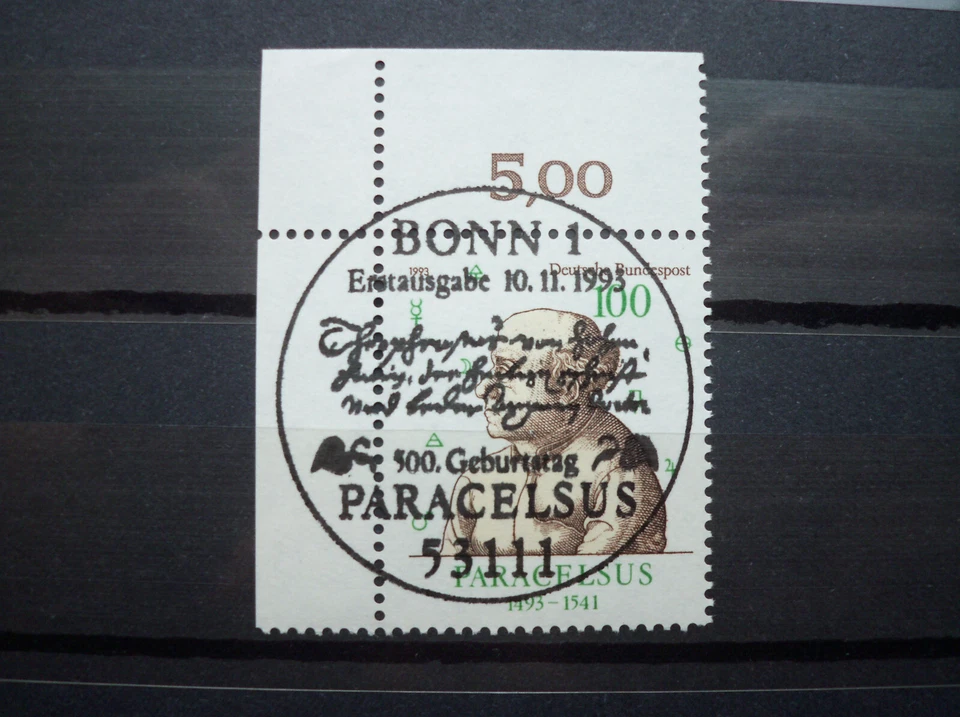 5,00
BONN 1
1993
Deutsche Bundespost
Erstausgabe 10.11.1993
100
500. Geburtstag
PARACELSUS
53111
PARACELSUS
1493 – 1541